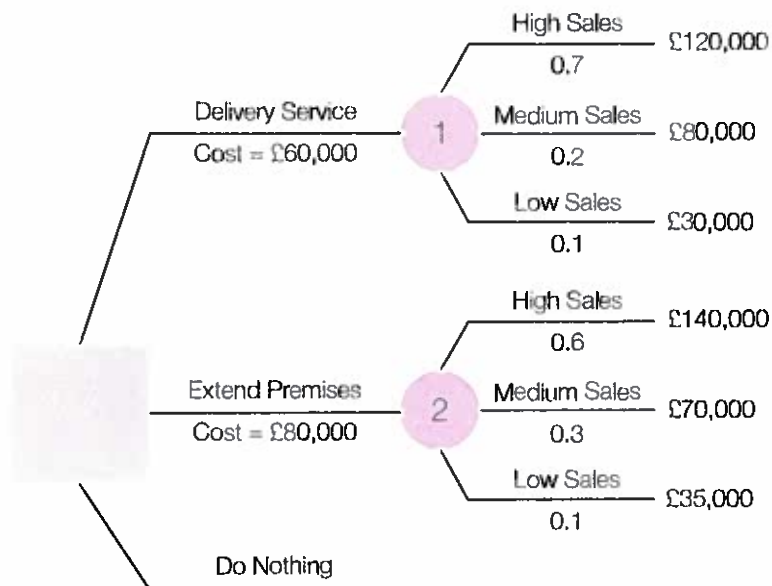 High Sales
£120,000
0.7
Delivery Service
1
Medium Sales
£80,000
Cost = £60,000
0.2
Low Sales
£30,000
0.1
High Sales
£140,000
0.6
Extend Premises
2
Medium Sales
£70,000
Cost = £80,000
0.3
Low Sales
£35,000
0.1
Do Nothing